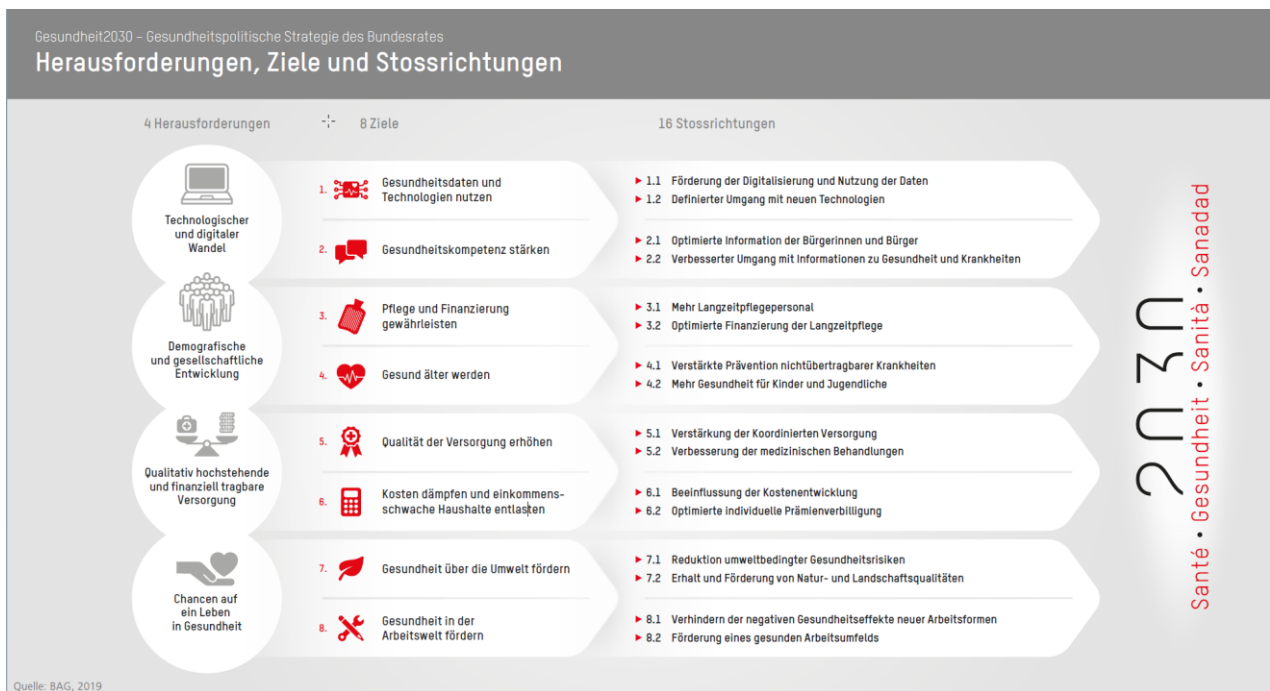 Gesundheit2030 – Gesundheitspolitische Strategie des Bundesrates
Herausforderungen, Ziele und Stossrichtungen
4 Herausforderungen
8 Ziele
16 Stossrichtungen
Technologischer
und digitaler
Wandel
1. Gesundheitsdaten und
Technologien nutzen
1.1 Förderung der Digitalisierung und Nutzung der Daten
1.2 Definierter Umgang mit neuen Technologien
2. Gesundheitskompetenz stärken
2.1 Optimierte Information der Bürgerinnen und Bürger
2.2 Verbesserter Umgang mit Informationen zu Gesundheit und Krankheiten
Demografische
und gesellschaftliche
Entwicklung
3. Pflege und Finanzierung
gewährleisten
3.1 Mehr Langzeitpflegepersonal
3.2 Optimierte Finanzierung der Langzeitpflege
4. Gesund älter werden
4.1 Verstärkte Prävention nichtübertragbarer Krankheiten
4.2 Mehr Gesundheit für Kinder und Jugendliche
Qualitativ hochstehende
und finanziell tragbare
Versorgung
5. Qualität der Versorgung erhöhen
5.1 Verstärkung der Koordinierten Versorgung
5.2 Verbesserung der medizinischen Behandlungen
6. Kosten dämpfen und einkommens-
schwache Haushalte entlasten
6.1 Beeinflussung der Kostenentwicklung
6.2 Optimierte individuelle Prämienverbilligung
Chancen auf
ein Leben
in Gesundheit
7. Gesundheit über die Umwelt fördern
7.1 Reduktion umweltbedingter Gesundheitsrisiken
7.2 Erhalt und Förderung von Natur- und Landschaftsqualitäten
8. Gesundheit in der
Arbeitswelt fördern
8.1 Verhindern der negativen Gesundheitseffekte neuer Arbeitsformen
8.2 Förderung eines gesunden Arbeitsumfelds
2030
Santé • Gesundheit • Sanità • Sanadad
Quelle: BAG, 2019